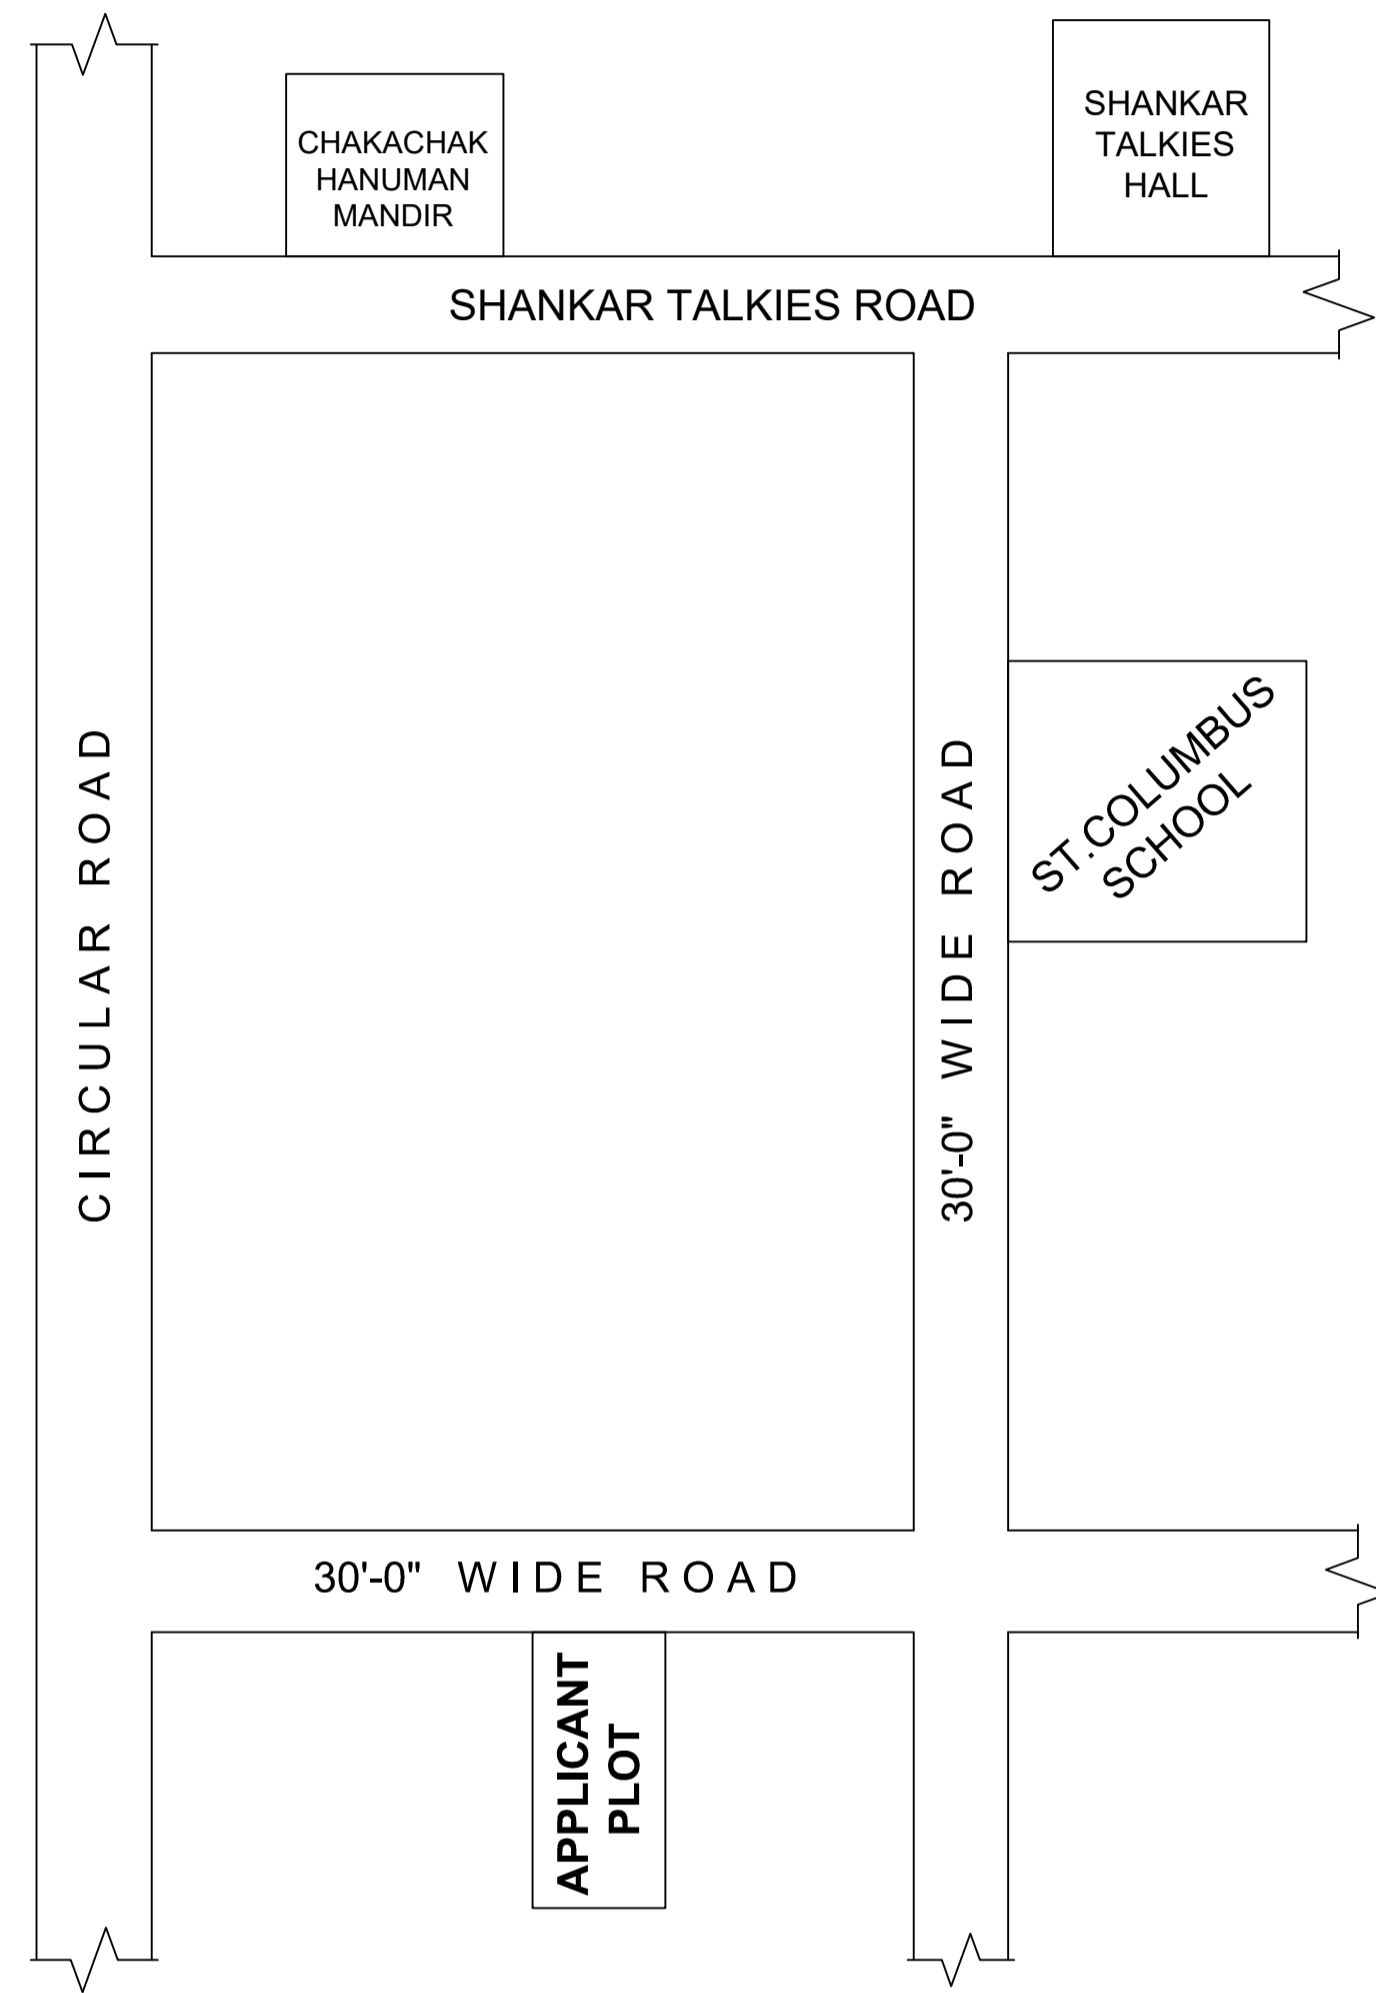 CHAKACHAK
HANUMAN
MANDIR
SHANKAR
TALKIES
HALL
SHANKAR TALKIES ROAD
CIRCULAR ROAD
30'-0" WIDE ROAD
ST.COLUMBUS
SCHOOL
30'-0" WIDE ROAD
APPLICANT
PLOT